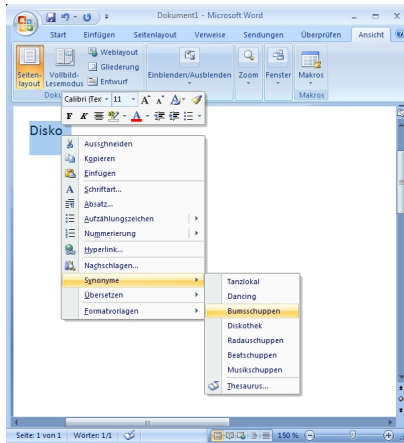 Dokument1 - Microsoft Word
Start Einfügen Seitenlayout Verweise Sendungen Überprüfen Ansicht
Seiten-layout
Vollbild-Lesemodus
Weblayout
Gliederung
Entwurf
Einblenden/Ausblenden
Zoom
Fenster
Makros
Doku
Makros
Calibri (Tex 11
F K
Disko
Ausschneiden
Kopieren
Einfügen
Schriftart...
Absatz...
Aufzählungszeichen
Nummerierung
Hyperlink...
Nachschlagen...
Synonyme
Übersetzen
Formatvorlagen
Tanzlokal
Dancing
Bumsschuppen
Diskothek
Radauschuppen
Beatschuppen
Musikschuppen
Thesaurus...
Seite: 1 von 1 Wörter: 1/1 150 %